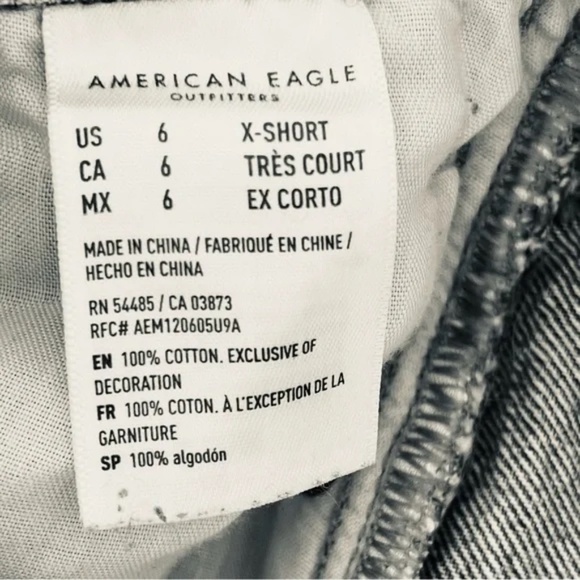 AMERICAN EAGLE
OUTFITTERS
US 6 X-SHORT
CA 6 TRÈS COURT
MX 6 EX CORTO
MADE IN CHINA / FABRIQUÉ EN CHINE /
HECHO EN CHINA
RN 54485 / CA 03873
RFC# AEM120605U9A
EN 100% COTTON. EXCLUSIVE OF
DECORATION
FR 100% COTON. À L'EXCEPTION DE LA
GARNITURE
SP 100% algodón